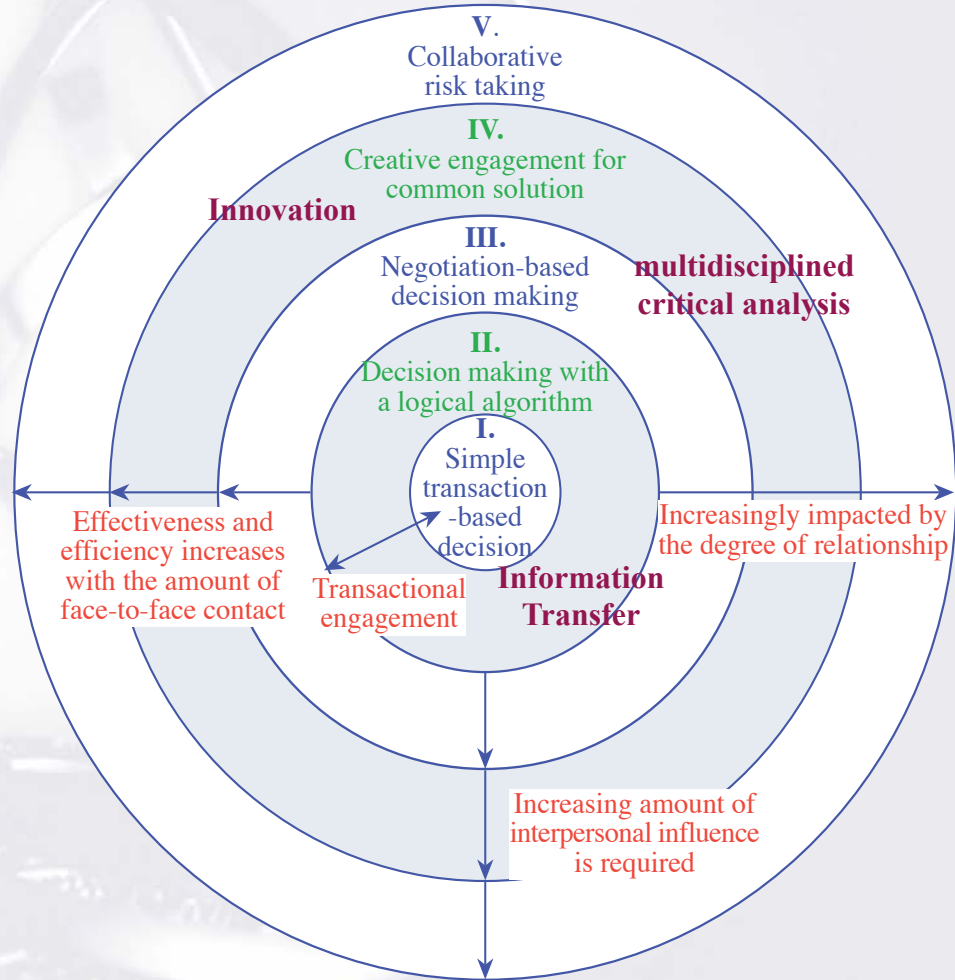 V.
Collaborative
risk taking
IV.
Creative engagement for
common solution
Innovation
III.
Negotiation-based
decision making
multidisciplined
critical analysis
II.
Decision making with
a logical algorithm
I.
Simple
transaction
-based
decision
Effectiveness and
efficiency increases
with the amount of
face-to-face contact
Transactional
engagement
Information
Transfer
Increasingly impacted by
the degree of relationship
Increasing amount of
interpersonal influence
is required